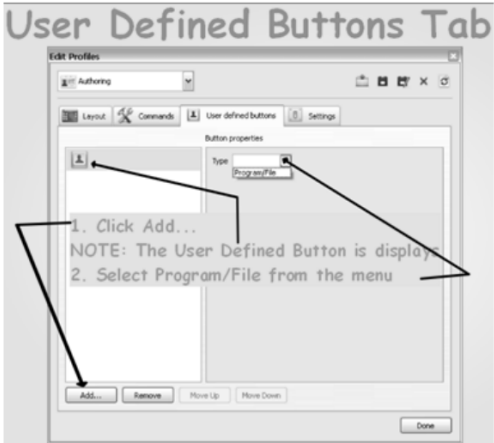 User Defined Buttons Tab
Edit Profiles
Authoring
Layout Commands User defined buttons Settings
Button properties
Type
Program/File
1. Click Add...
NOTE: The User Defined Button is displays
2. Select Program/File from the menu
Add... Remove Move Up Move Down
Done